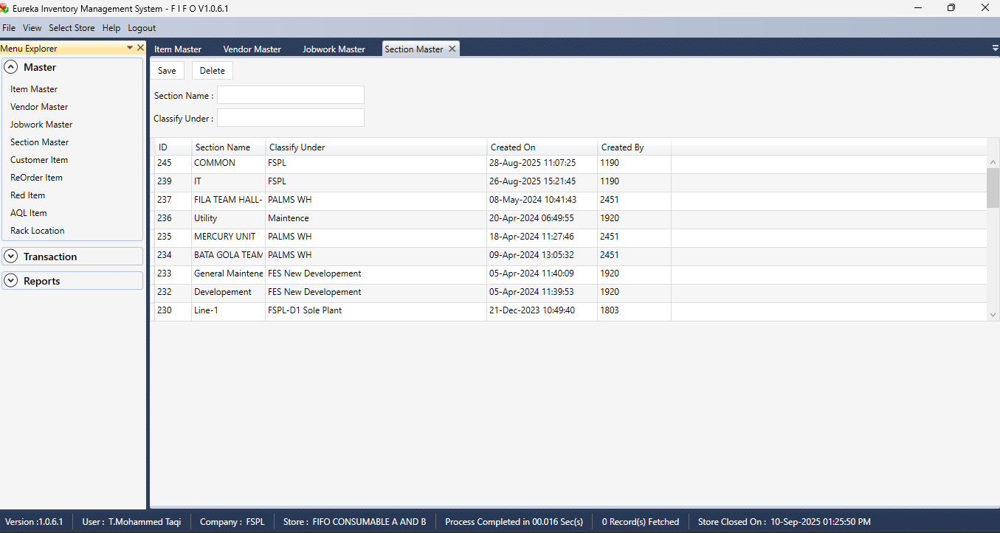 Eureka Inventory Management System - F I F O V1.0.6.1
File View Select Store Help Logout
Menu Explorer
Item Master Vendor Master Jobwork Master Section Master
Master
Item Master
Vendor Master
Jobwork Master
Section Master
Customer Item
ReOrder Item
Red Item
AQL Item
Rack Location
Transaction
Reports
Save Delete
Section Name :
Classify Under :
ID Section Name Classify Under Created On Created By
245 COMMON FSPL 28-Aug-2025 11:07:25 1190
239 IT FSPL 26-Aug-2025 15:21:45 1190
237 FILA TEAM HALL- PALMS WH 08-May-2024 10:41:43 2451
236 Utility Maintence 20-Apr-2024 06:49:55 1920
235 MERCURY UNIT PALMS WH 18-Apr-2024 11:27:46 2451
234 BATA GOLA TEAM PALMS WH 09-Apr-2024 13:05:32 2451
233 General Maintene FES New Developement 05-Apr-2024 11:40:09 1920
232 Developement FES New Developement 05-Apr-2024 11:39:53 1920
230 Line-1 FSPL-D1 Sole Plant 21-Dec-2023 10:49:40 1803
Version :1.0.6.1 User : T.Mohammed Taqi Company : FSPL Store : FIFO CONSUMABLE A AND B Process Completed in 00.016 Sec(s) 0 Record(s) Fetched Store Closed On : 10-Sep-2025 01:25:50 PM